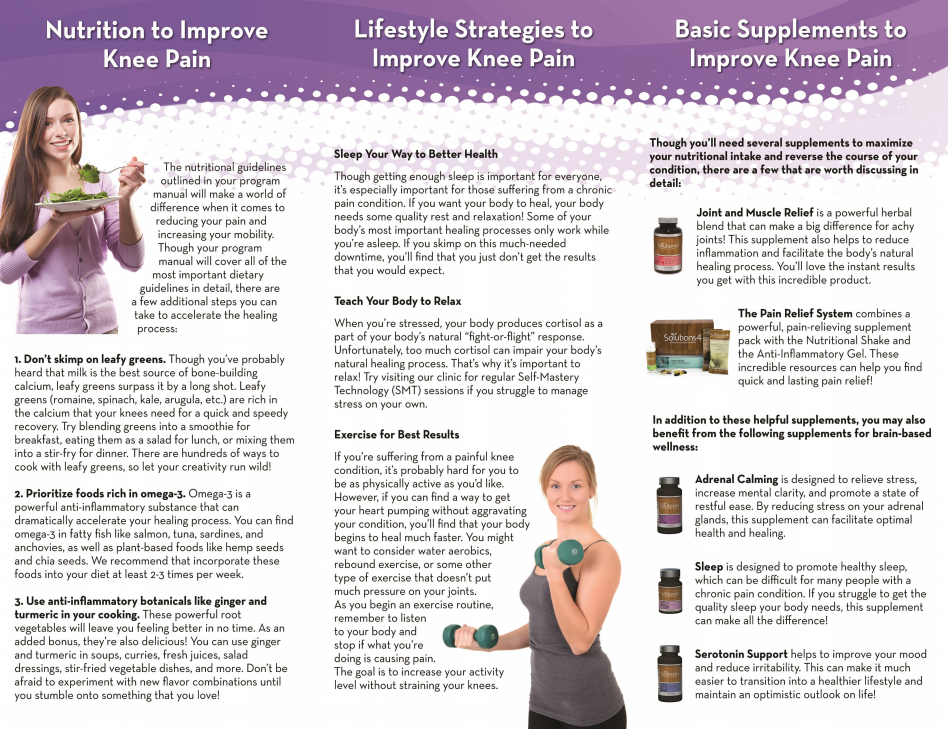 Nutrition to Improve
Knee Pain
The nutritional guidelines
outlined in your program
manual will make a world of
difference when it comes to
reducing your pain and
increasing your mobility.
Though your program
manual will cover all of the
most important dietary
guidelines in detail, there are
a few additional steps you can
take to accelerate the healing
process:
1. Don't skimp on leafy greens. Though you've probably
heard that milk is the best source of bone-building
calcium, leafy greens surpass it by a long shot. Leafy
greens (romaine, spinach, kale, arugula, etc.) are rich in
the calcium that your knees need for a quick and speedy
recovery. Try blending greens into a smoothie for
breakfast, eating them as a salad for lunch, or mixing them
into a stir-fry for dinner. There are hundreds of ways to
cook with leafy greens, so let your creativity run wild!
2. Prioritize foods rich in omega-3. Omega-3 is a
powerful anti-inflammatory substance that can
dramatically accelerate your healing process. You can find
omega-3 in fatty fish like salmon, tuna, sardines, and
anchovies, as well as plant-based foods like hemp seeds
and chia seeds. We recommend that incorporate these
foods into your diet at least 2-3 times per week.
3. Use anti-inflammatory botanicals like ginger and
turmeric in your cooking. These powerful root
vegetables will leave you feeling better in no time. As an
added bonus, they're also delicious! You can use ginger
and turmeric in soups, curries, fresh juices, salad
dressings, stir-fried vegetable dishes, and more. Don't be
afraid to experiment with new flavor combinations until
you stumble onto something that you love!
Lifestyle Strategies to
Improve Knee Pain
Sleep Your Way to Better Health
Though getting enough sleep is important for everyone,
it's especially important for those suffering from a chronic
pain condition. If you want your body to heal, your body
needs some quality rest and relaxation! Some of your
body's most important healing processes only work while
you're asleep. If you skimp on this much-needed
downtime, you'll find that you just don't get the results
that you would expect.
Teach Your Body to Relax
When you're stressed, your body produces cortisol as a
part of your body's natural "fight-or-flight" response.
Unfortunately, too much cortisol can impair your body's
natural healing process. That's why it's important to
relax! Try visiting our clinic for regular Self-Mastery
Technology (SMT) sessions if you struggle to manage
stress on your own.
Exercise for Best Results
If you're suffering from a painful knee
condition, it's probably hard for you to
be as physically active as you'd like.
However, if you can find a way to get
your heart pumping without aggravating
your condition, you'll find that your body
begins to heal much faster. You might
want to consider water aerobics,
rebound exercise, or some other
type of exercise that doesn't put
much pressure on your joints.
As you begin an exercise routine,
remember to listen
to your body and
stop if what you're
doing is causing pain.
The goal is to increase your activity
level without straining your knees.
Basic Supplements to
Improve Knee Pain
Though you'll need several supplements to maximize
your nutritional intake and reverse the course of your
condition, there are a few that are worth discussing in
detail:
Joint and Muscle Relief is a powerful herbal
blend that can make a big difference for achy
joints! This supplement also helps to reduce
inflammation and facilitate the body's natural
healing process. You'll love the instant results
you get with this incredible product.
Solutions4
The Pain Relief System combines a
powerful, pain-relieving supplement
pack with the Nutritional Shake and
the Anti-Inflammatory Gel. These
incredible resources can help you find
quick and lasting pain relief!
In addition to these helpful supplements, you may also
benefit from the following supplements for brain-based
wellness:
Adrenal Calming is designed to relieve stress,
increase mental clarity, and promote a state of
restful ease. By reducing stress on your adrenal
glands, this supplement can facilitate optimal
health and healing.
Sleep is designed to promote healthy sleep,
which can be difficult for many people with a
chronic pain condition. If you struggle to get the
quality sleep your body needs, this supplement
can make all the difference!
Serotonin Support helps to improve your mood
and reduce irritability. This can make it much
easier to transition into a healthier lifestyle and
maintain an optimistic outlook on life!